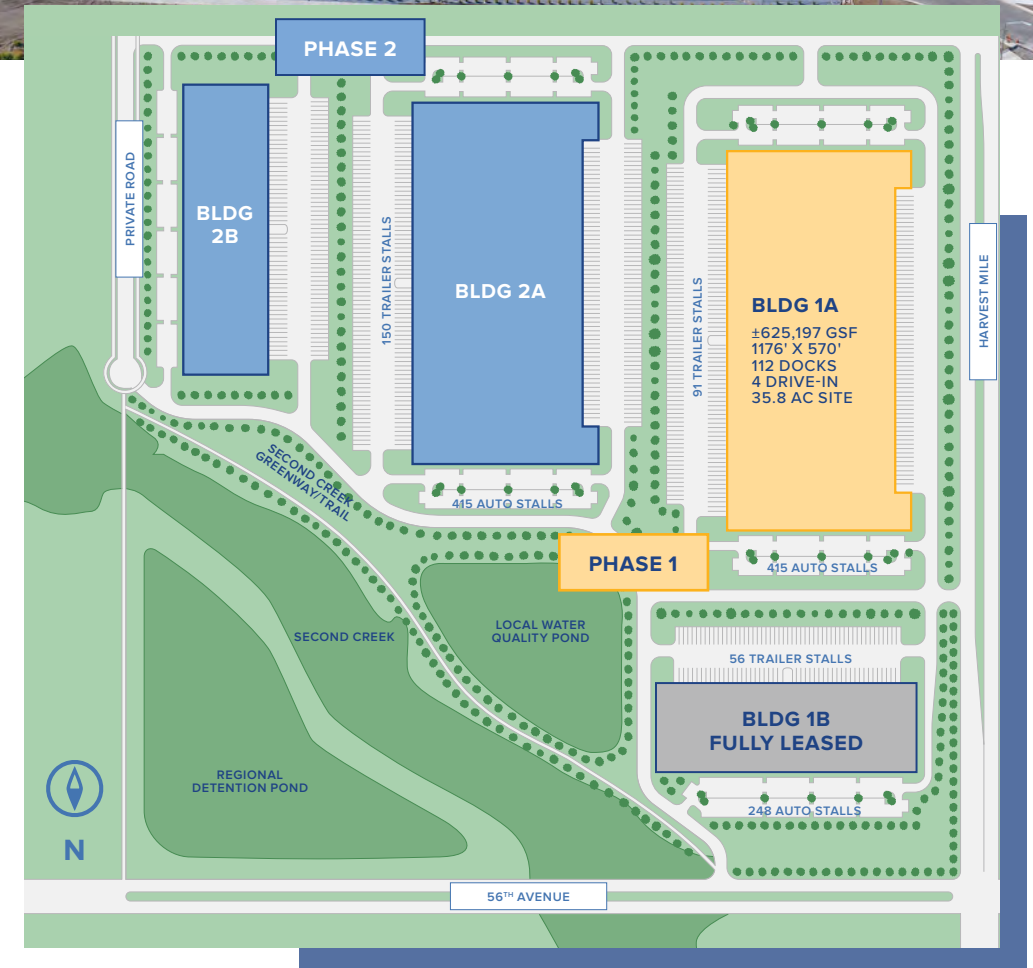 PHASE 2
PRIVATE ROAD
BLDG
2B
150 TRAILER STALLS
BLDG 2A
91 TRAILER STALLS
BLDG 1A
±625,197 GSF
1176' X 570'
112 DOCKS
4 DRIVE-IN
35.8 AC SITE
HARVEST MILE
SECOND CREEK
GREENWAY/TRAIL
415 AUTO STALLS
PHASE 1
415 AUTO STALLS
LOCAL WATER
QUALITY POND
SECOND CREEK
56 TRAILER STALLS
BLDG 1B
FULLY LEASED
REGIONAL
DETENTION POND
248 AUTO STALLS
N
56TH AVENUE